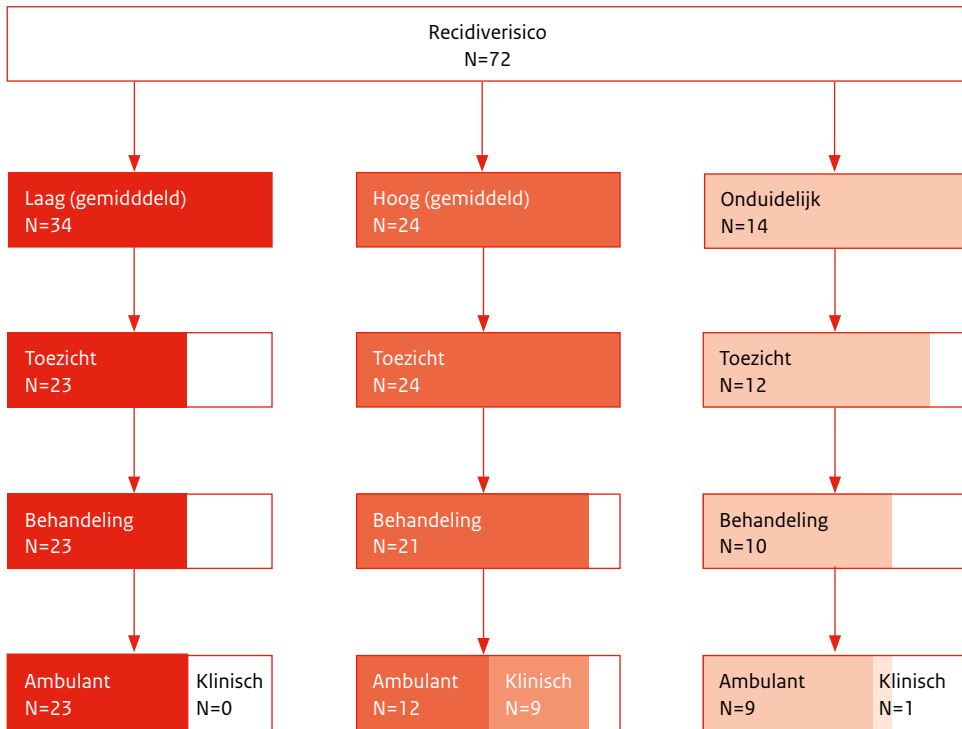 Recidiverisico
N=72
Laag (gemidddeld)
N=34
Hoog (gemiddeld)
N=24
Onduidelijk
N=14
Toezicht
N=23
Toezicht
N=24
Toezicht
N=12
Behandeling
N=23
Behandeling
N=21
Behandeling
N=10
Ambulant
N=23
Klinisch
N=0
Ambulant
N=12
Klinisch
N=9
Ambulant
N=9
Klinisch
N=1